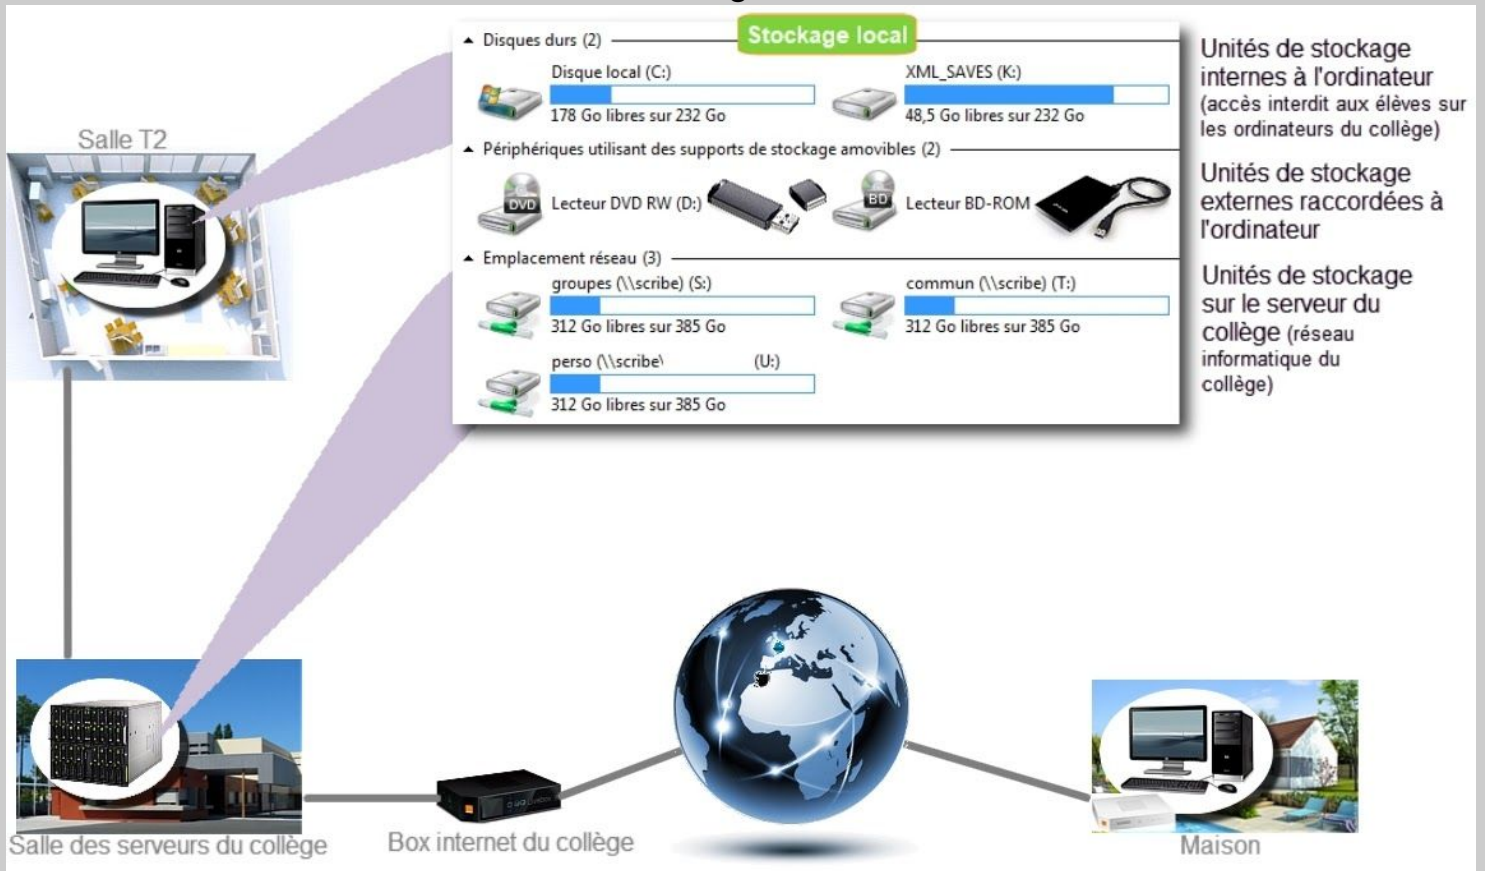 Stockage local
Disques durs (2)
Disque local (C:)
178 Go libres sur 232 Go
XML_SAVES (K:)
48,5 Go libres sur 232 Go
Unités de stockage
internes à l'ordinateur
(accès interdit aux élèves sur
les ordinateurs du collège)
Périphériques utilisant des supports de stockage amovibles (2)
DVD
Lecteur DVD RW (D:)
BD
Lecteur BD-ROM
Unités de stockage
externes raccordées à
l'ordinateur
Emplacement réseau (3)
groupes (\\scribe) (S:)
312 Go libres sur 385 Go
commun (\\scribe) (T:)
312 Go libres sur 385 Go
perso (\\scribe\ (U:)
312 Go libres sur 385 Go
Unités de stockage
sur le serveur du
collège (réseau
informatique du
collège)
Salle T2
Salle des serveurs du collège
Box internet du collège
Maison